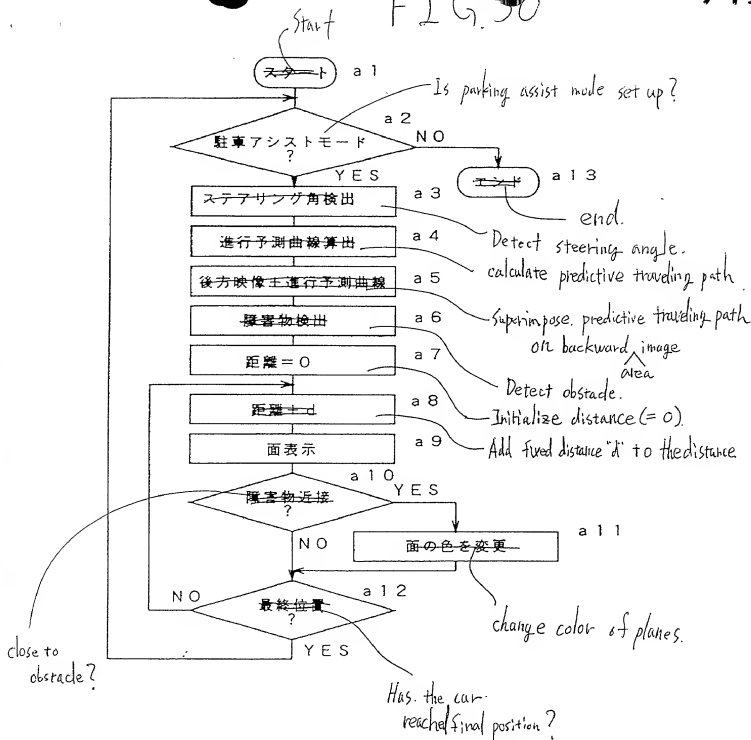 FIG. 30
Start
スタート a1
Is parking assist mode set up?
a2
駐車アシストモード
?
NO
YES
エンド a13
end.
ステアリング角検出 a3
Detect steering angle.
進行予測曲線算出 a4
calculate predictive traveling path
後方映像+進行予測曲線 a5
Superimpose predictive traveling path
on backward image
area
障害物検出 a6
Detect obstacle.
距離=0 a7
Initialize distance (=0).
距離+d a8
Add fixed distance "d" to the distance
面表示 a9
a10
障害物近接
?
YES
NO
close to
obstacle?
a11
面の色を変更
change color of planes.
a12
最終位置
?
NO
YES
Has the car
reached final position?